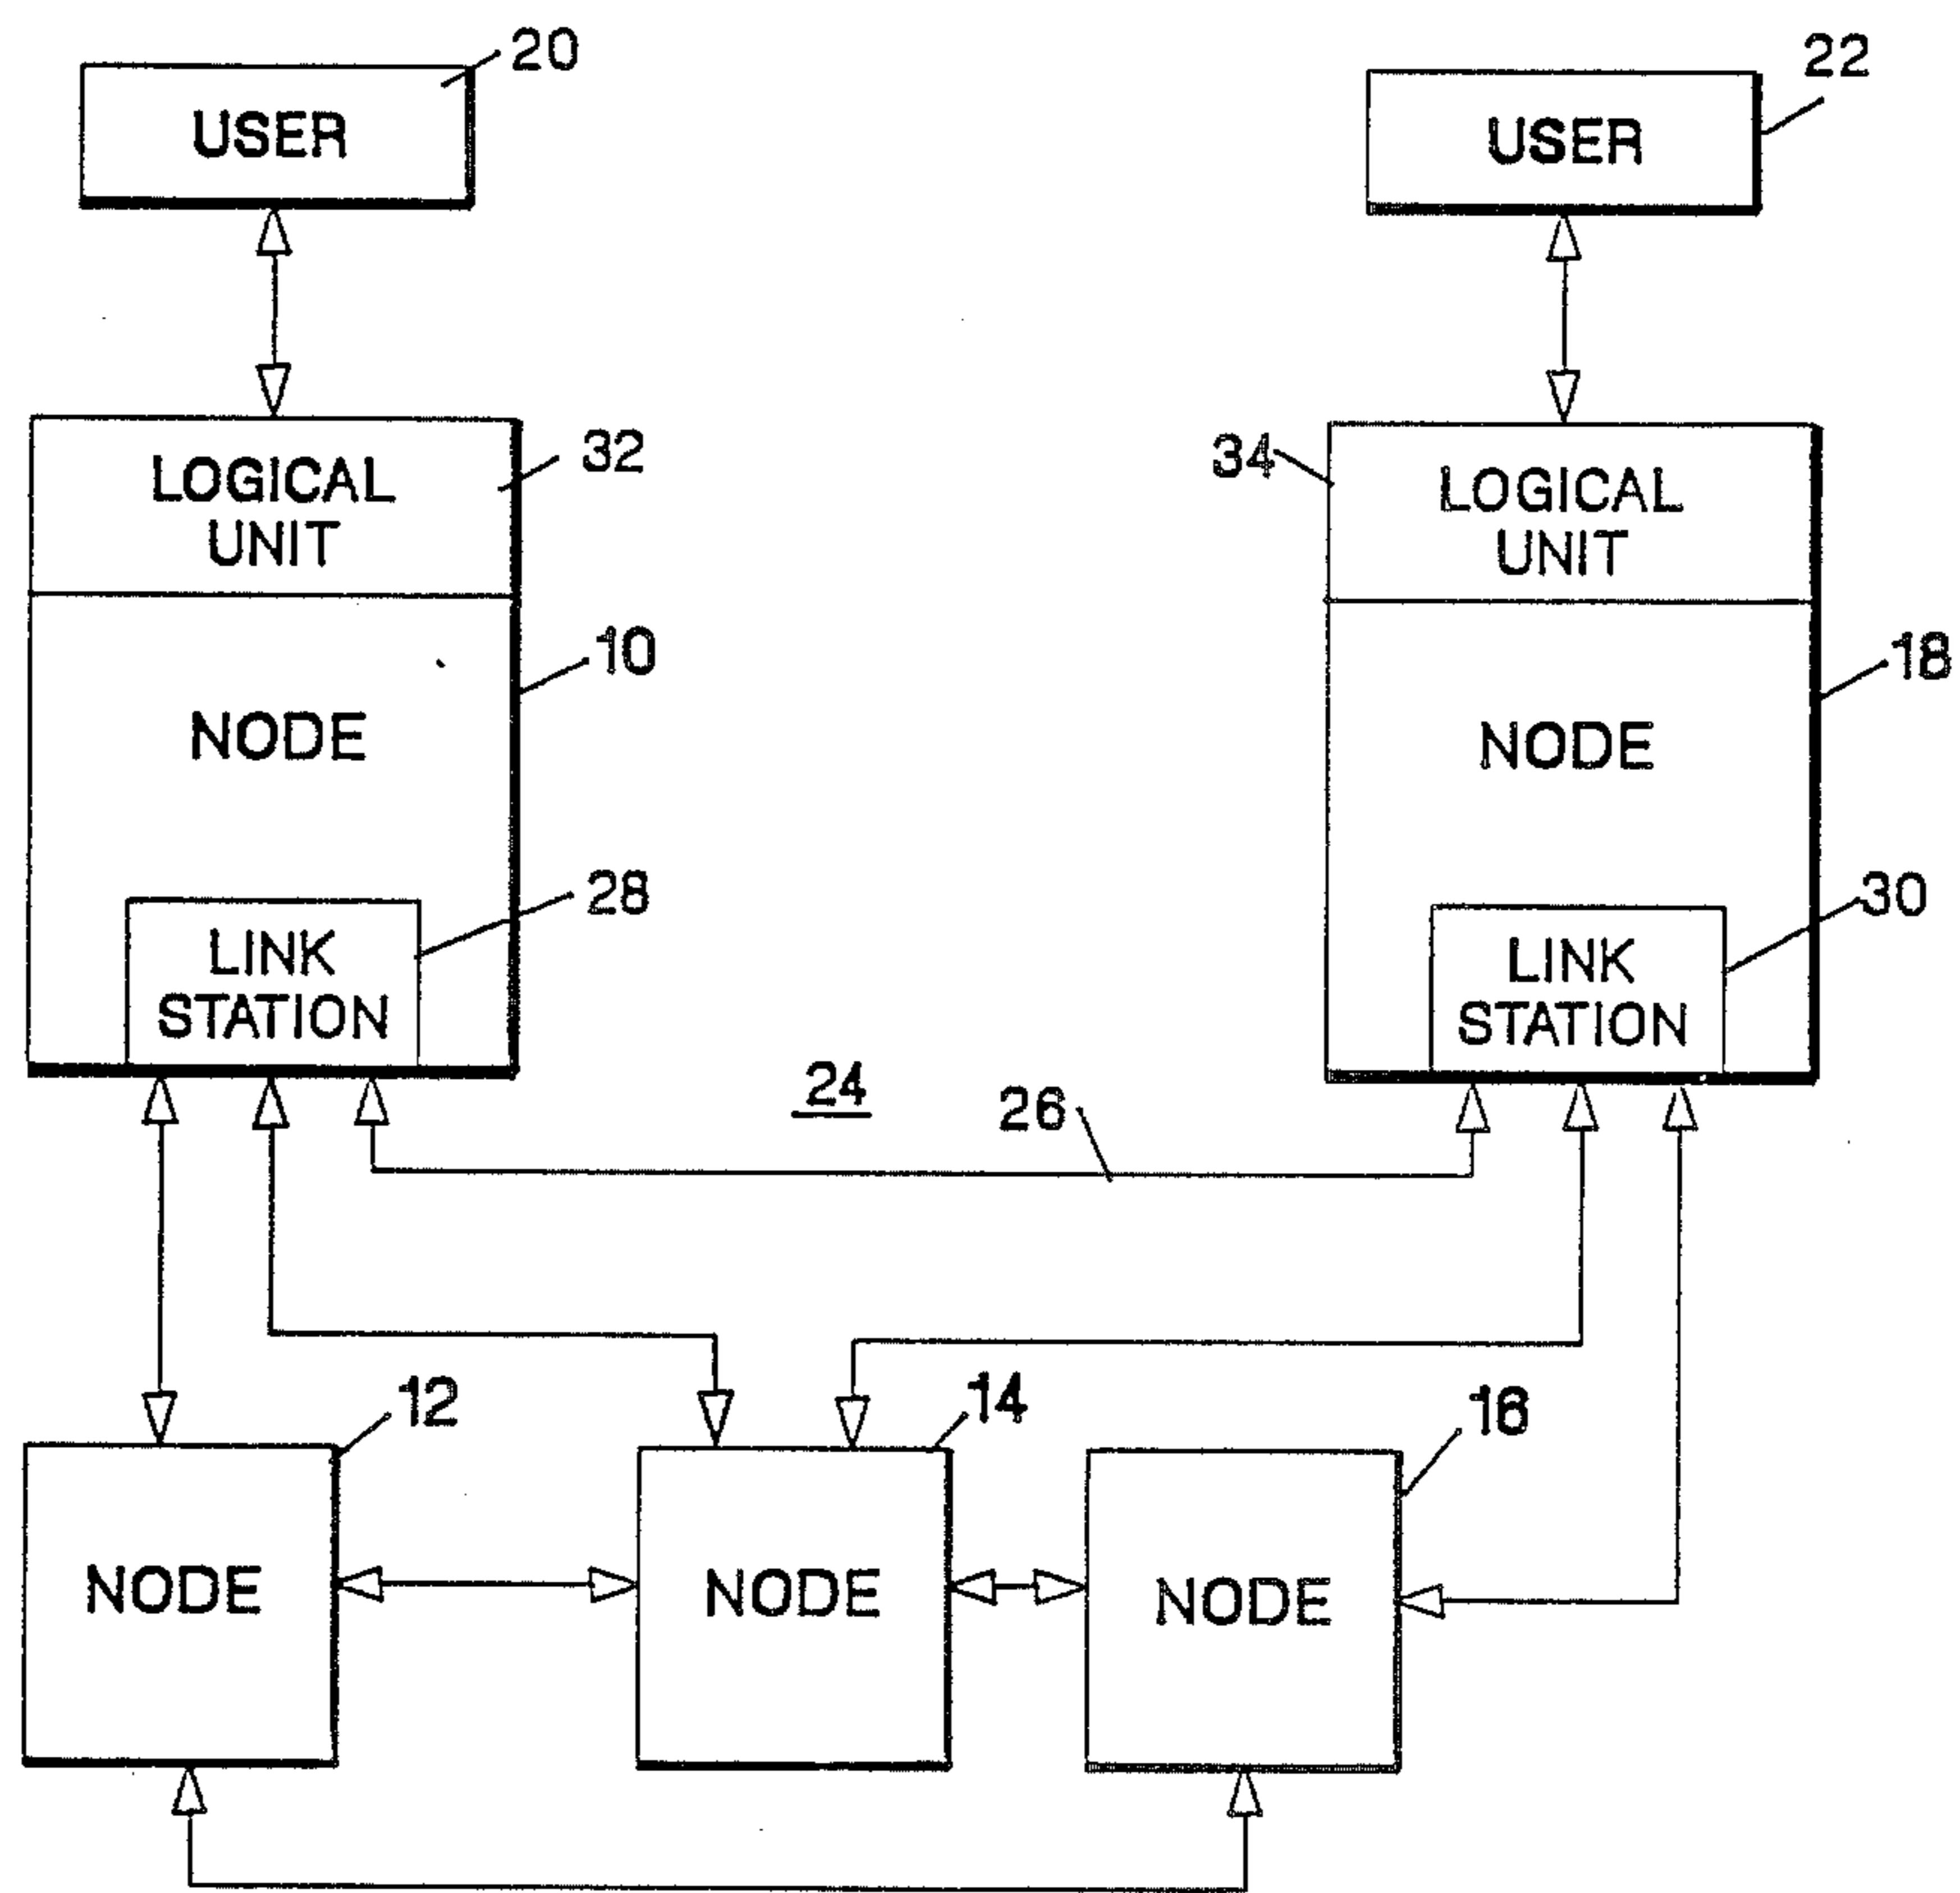 20
22
USER
USER
32
34
LOGICAL
UNIT
LOGICAL
UNIT
10
18
NODE
NODE
28
30
LINK
STATION
LINK
STATION
24
26
12
14
16
NODE
NODE
NODE